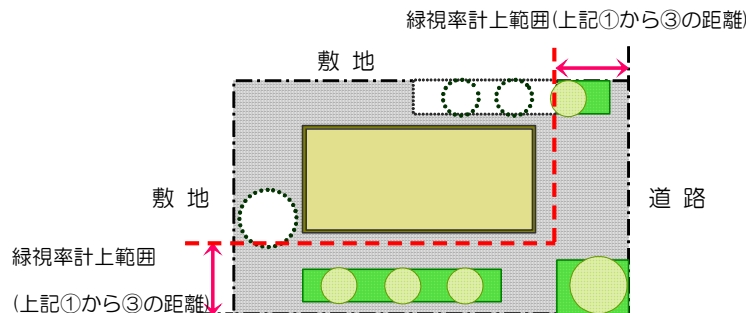 緑視率計上範囲(上記①から③の距離)
敷 地
敷 地
道 路
緑視率計上範囲
(上記①から③の距離)